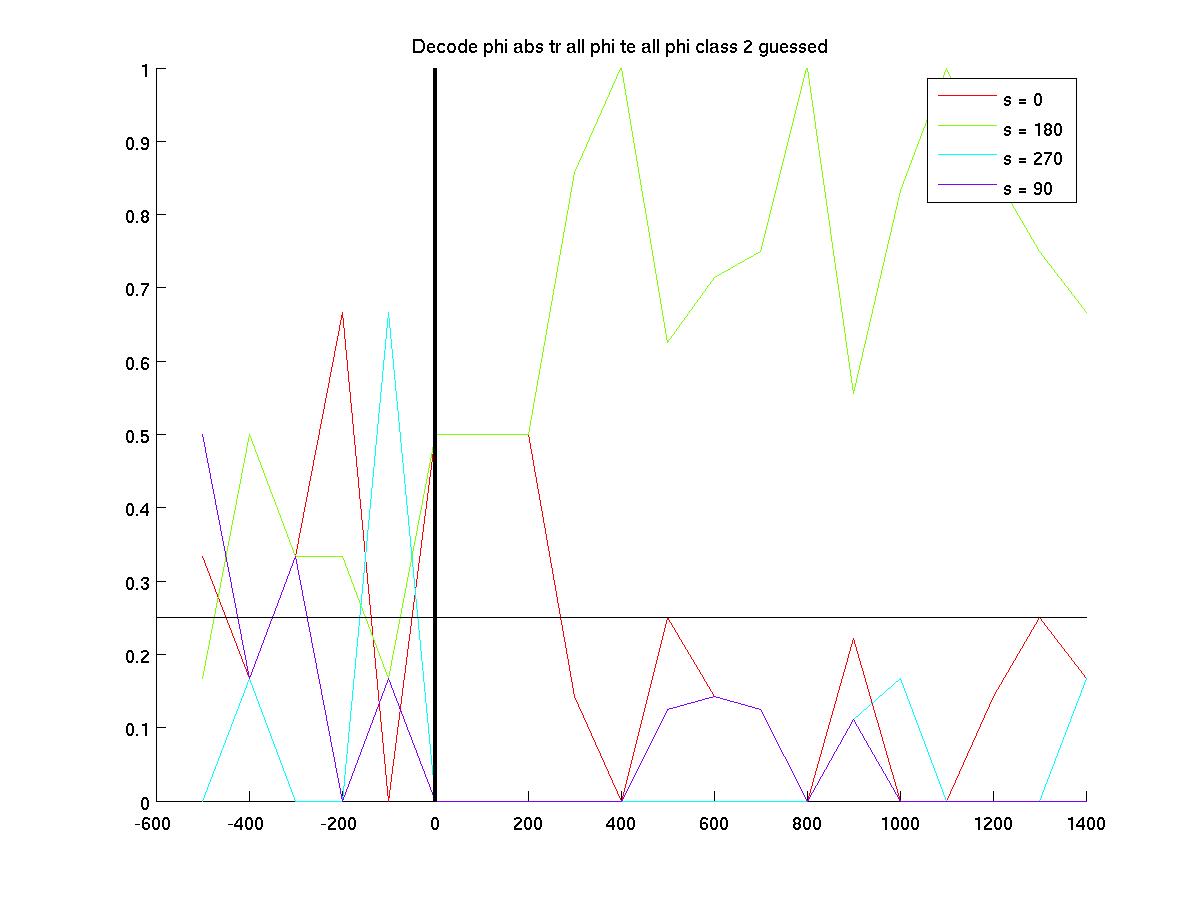 Decode phi abs tr all phi te all phi class 2 guessed
1
0.9
0.8
0.7
0.6
0.5
0.4
0.3
0.2
0.1
0
-600 -400 -200 0 200 400 600 800 1000 1200 1400
s = 0
s = 180
s = 270
s = 90